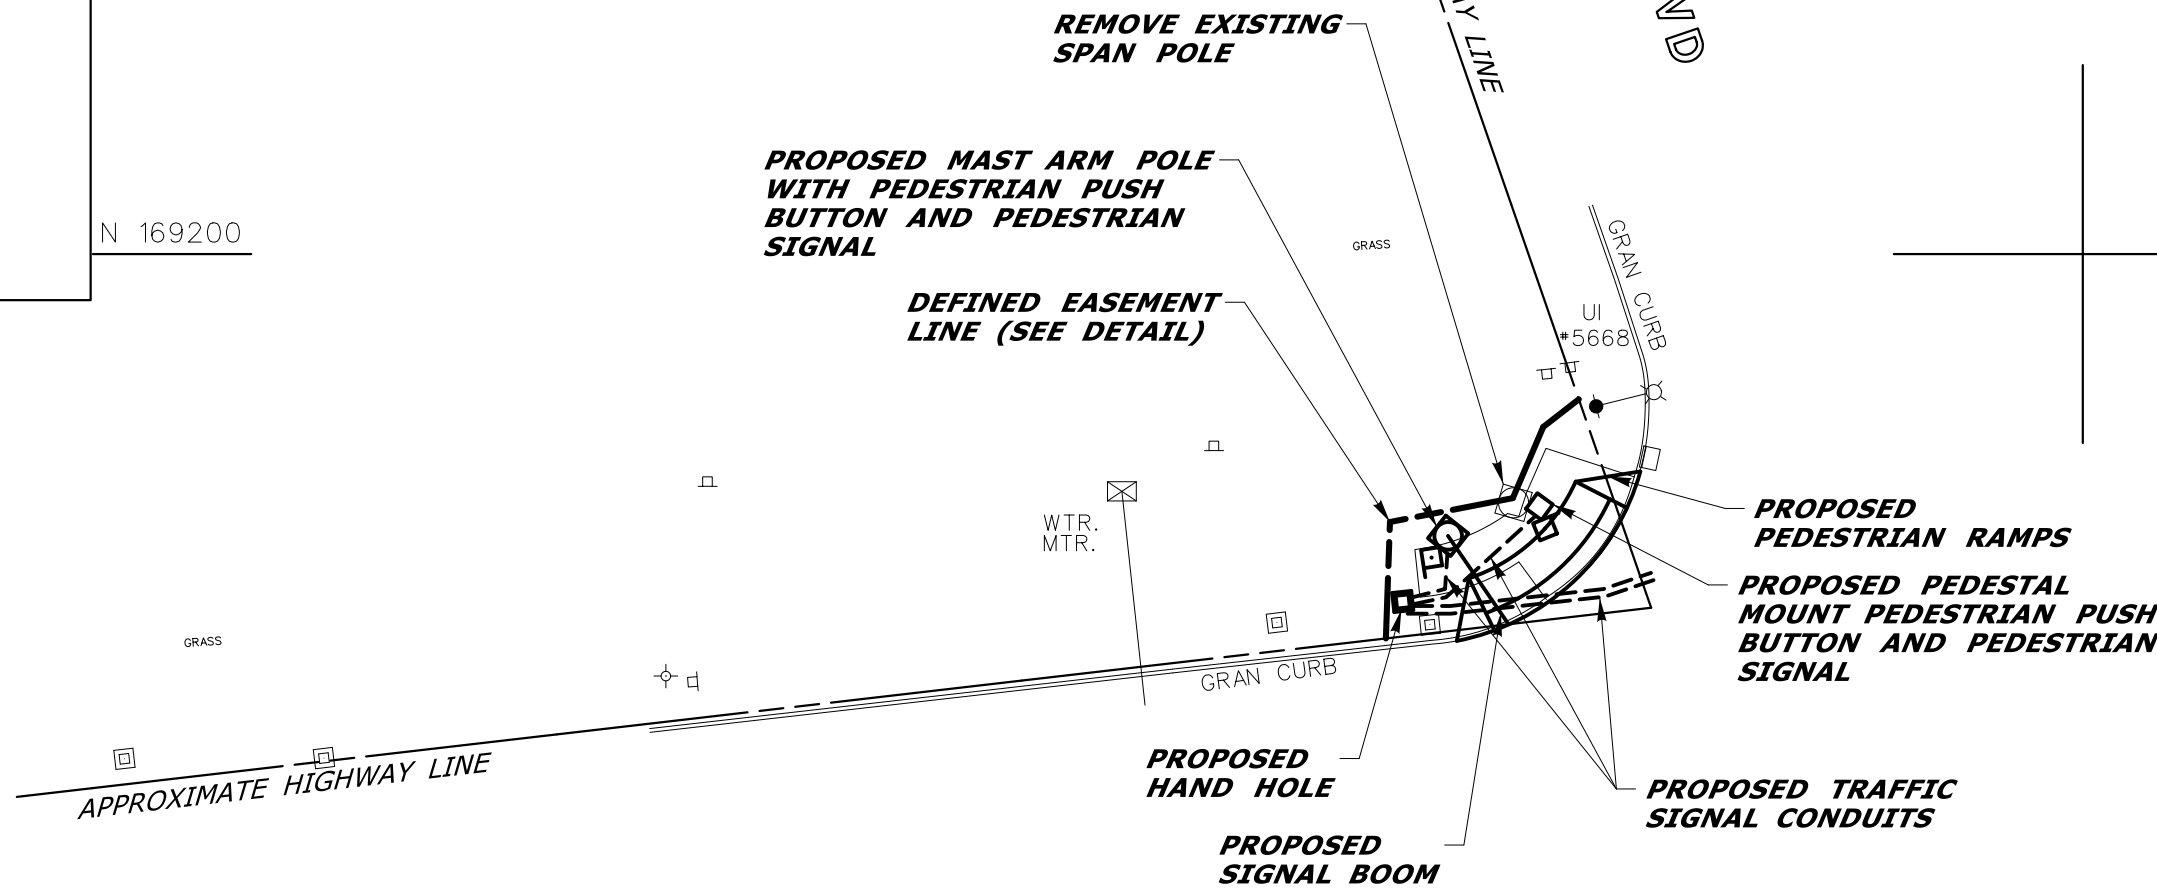 REMOVE EXISTING
SPAN POLE
LINE
PROPOSED MAST ARM POLE
WITH PEDESTRIAN PUSH
BUTTON AND PEDESTRIAN
SIGNAL
N 169200
GRASS
GRAN CURB
DEFINED EASEMENT
LINE (SEE DETAIL)
UI
#5668
WTR.
MTR.
PROPOSED
PEDESTRIAN RAMPS
PROPOSED PEDESTAL
MOUNT PEDESTRIAN PUSH
BUTTON AND PEDESTRIAN
SIGNAL
GRASS
GRAN CURB
APPROXIMATE HIGHWAY LINE
PROPOSED
HAND HOLE
PROPOSED TRAFFIC
SIGNAL CONDUITS
PROPOSED
SIGNAL BOOM